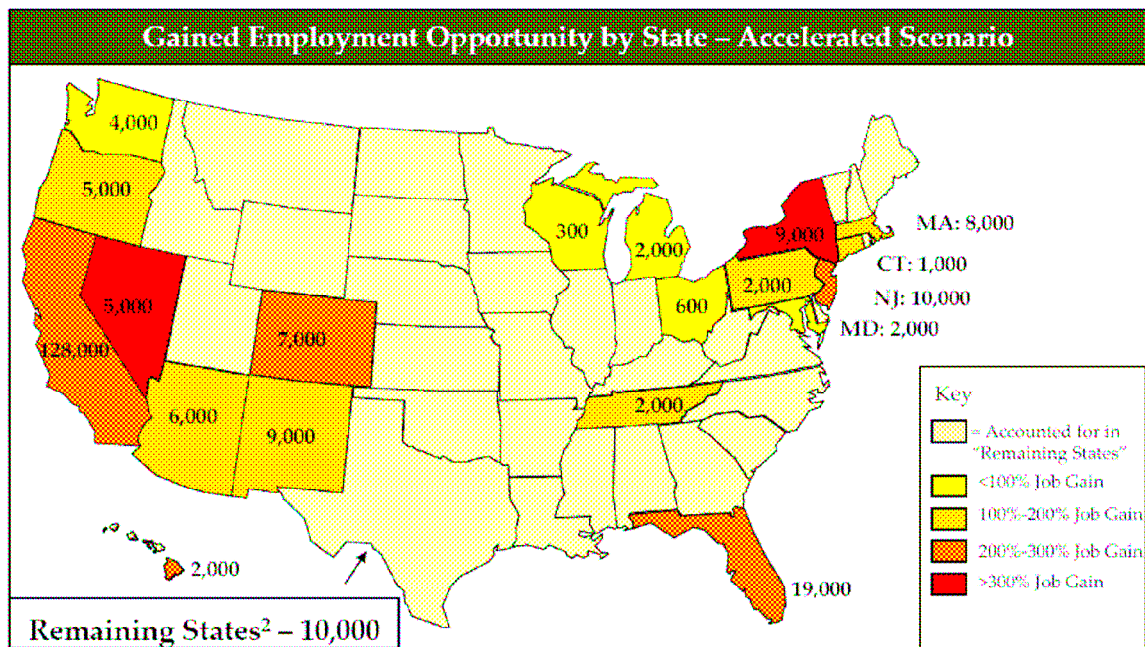 Gained Employment Opportunity by State – Accelerated Scenario
4,000
5,000
128,000
5,000
7,000
6,000
9,000
300
2,000
600
9,000
2,000
2,000
MA: 8,000
CT: 1,000
NJ: 10,000
MD: 2,000
2,000
19,000
Remaining States² – 10,000
Key
= Accounted for in
"Remaining States"
<100% Job Gain
100%-200% Job Gain
200%-300% Job Gain
>300% Job Gain